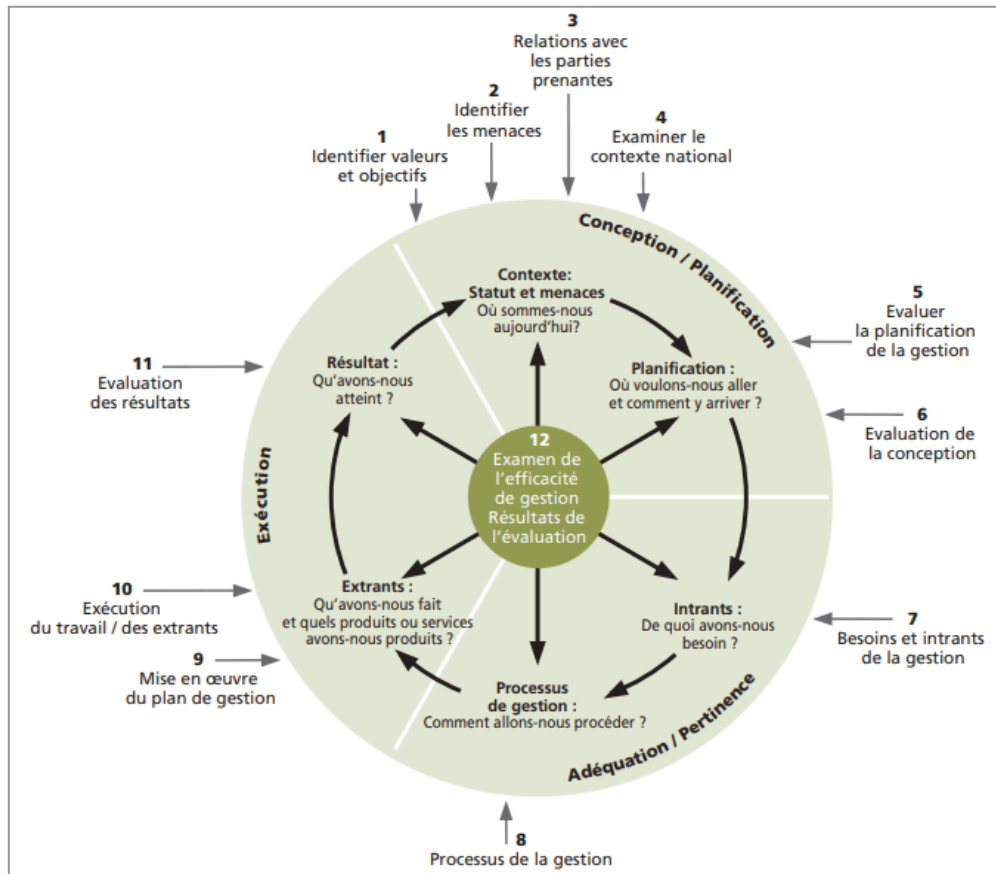 3
Relations avec
les parties
prenantes
2
Identifier
les menaces
4
Examiner le
contexte national
1
Identifier valeurs
et objectifs
Conception / Planification
Contexte:
Statut et menaces
Où sommes-nous
aujourd'hui?
5
Evaluer
la planification
de la gestion
11
Evaluation
des résultats
Résultat :
Qu'avons-nous
atteint ?
Planification :
Où voulons-nous aller
et comment y arriver ?
6
Evaluation de
la conception
12
Examen de
l'efficacité
de gestion
Résultats de
l'évaluation
Exécution
10
Exécution
du travail / des extrants
Extrants :
Qu'avons-nous fait
et quels produits ou services
avons-nous produits ?
Intrants :
De quoi avons-nous
besoin ?
7
Besoins et intrants
de la gestion
9
Mise en œuvre
du plan de gestion
Processus
de gestion :
Comment allons-nous procéder ?
Adéquation / Pertinence
8
Processus de la gestion